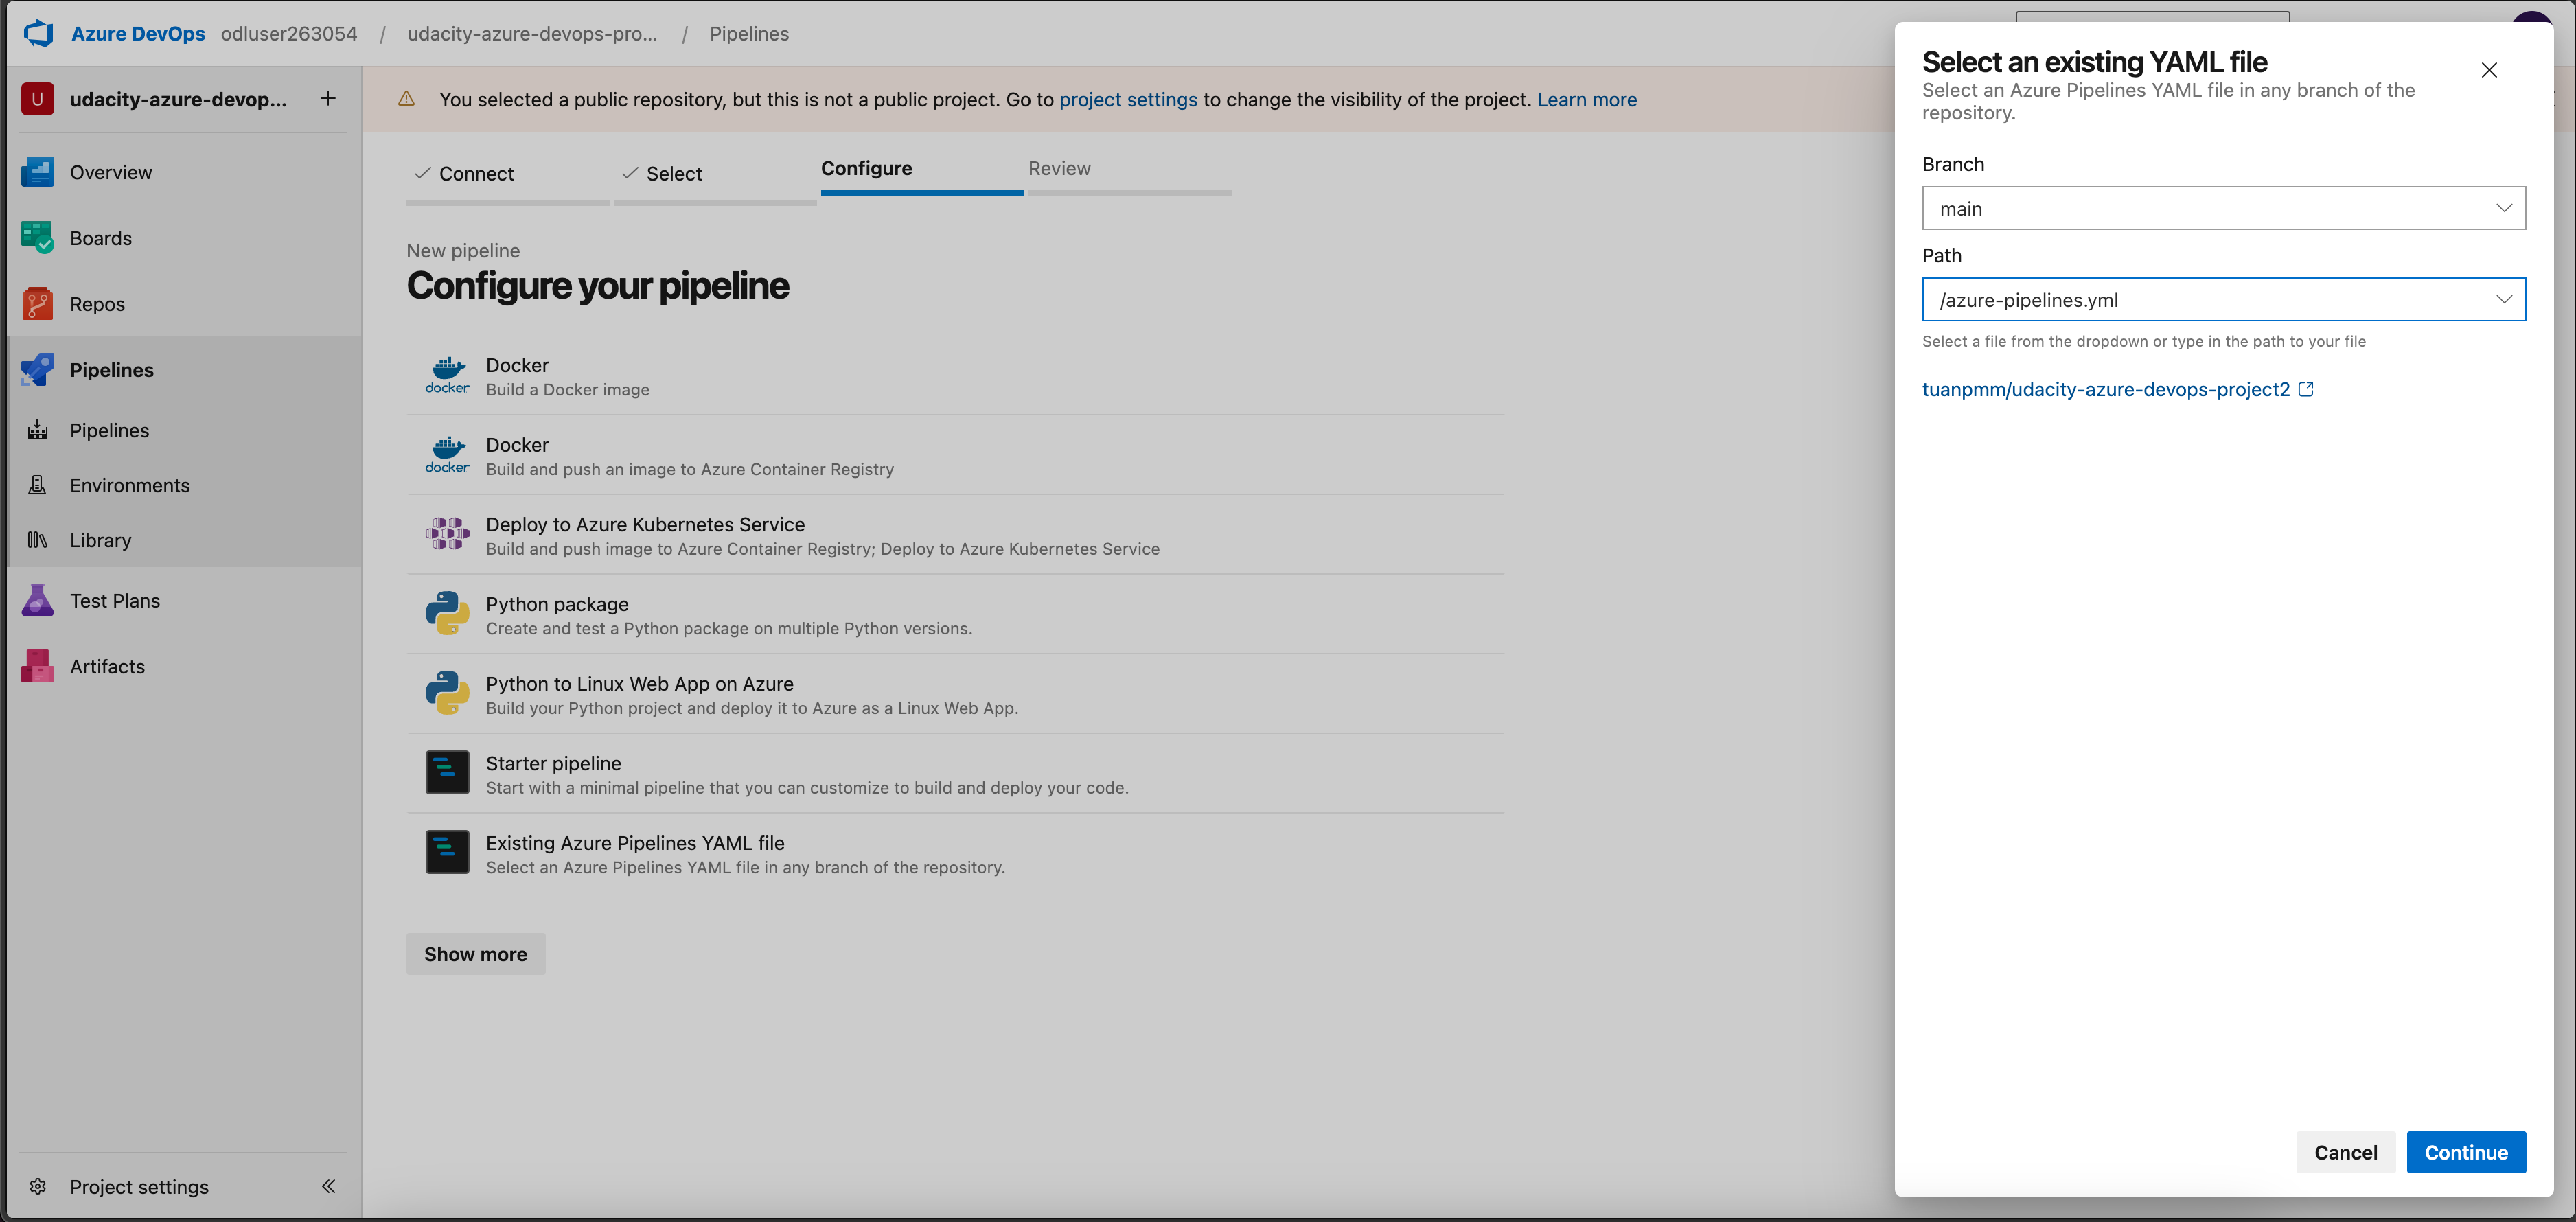 Azure DevOps odluser263054 / udacity-azure-devops-pro... / Pipelines
U udacity-azure-devop... +
Overview
Boards
Repos
Pipelines
Pipelines
Environments
Library
Test Plans
Artifacts
Project settings
You selected a public repository, but this is not a public project. Go to project settings to change the visibility of the project. Learn more
Connect
Select
Configure
Review
New pipeline
Configure your pipeline
docker
Docker
Build a Docker image
docker
Docker
Build and push an image to Azure Container Registry
Deploy to Azure Kubernetes Service
Build and push image to Azure Container Registry; Deploy to Azure Kubernetes Service
Python package
Create and test a Python package on multiple Python versions.
Python to Linux Web App on Azure
Build your Python project and deploy it to Azure as a Linux Web App.
Starter pipeline
Start with a minimal pipeline that you can customize to build and deploy your code.
Existing Azure Pipelines YAML file
Select an Azure Pipelines YAML file in any branch of the repository.
Show more
Select an existing YAML file
Select an Azure Pipelines YAML file in any branch of the
repository.
Branch
main
Path
/azure-pipelines.yml
Select a file from the dropdown or type in the path to your file
tuanpmm/udacity-azure-devops-project2
Cancel
Continue